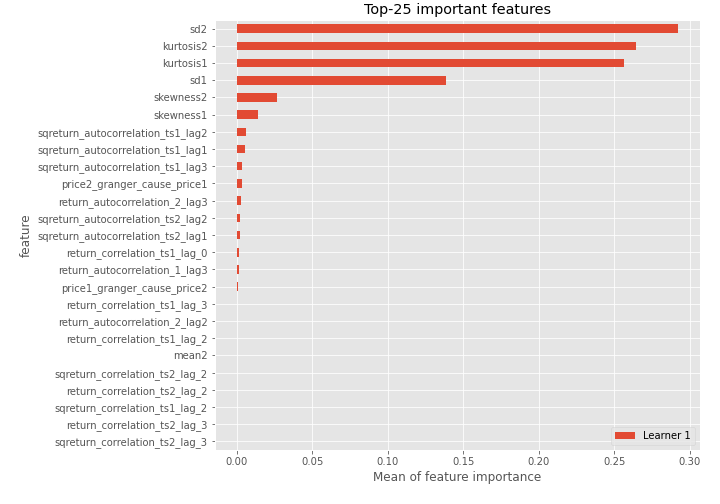 Top-25 important features
sd2
kurtosis2
kurtosis1
sd1
skewness2
skewness1
sqreturn_autocorrelation_ts1_lag2
sqreturn_autocorrelation_ts1_lag1
sqreturn_autocorrelation_ts1_lag3
price2_granger_cause_price1
return_autocorrelation_2_lag3
sqreturn_autocorrelation_ts2_lag2
sqreturn_autocorrelation_ts2_lag1
return_correlation_ts1_lag_0
return_autocorrelation_1_lag3
price1_granger_cause_price2
return_correlation_ts1_lag_3
return_autocorrelation_2_lag2
return_correlation_ts1_lag_2
mean2
sqreturn_correlation_ts2_lag_2
return_correlation_ts2_lag_2
sqreturn_correlation_ts1_lag_2
return_correlation_ts2_lag_3
sqreturn_correlation_ts2_lag_3
feature
Learner 1
0.00 0.05 0.10 0.15 0.20 0.25 0.30
Mean of feature importance